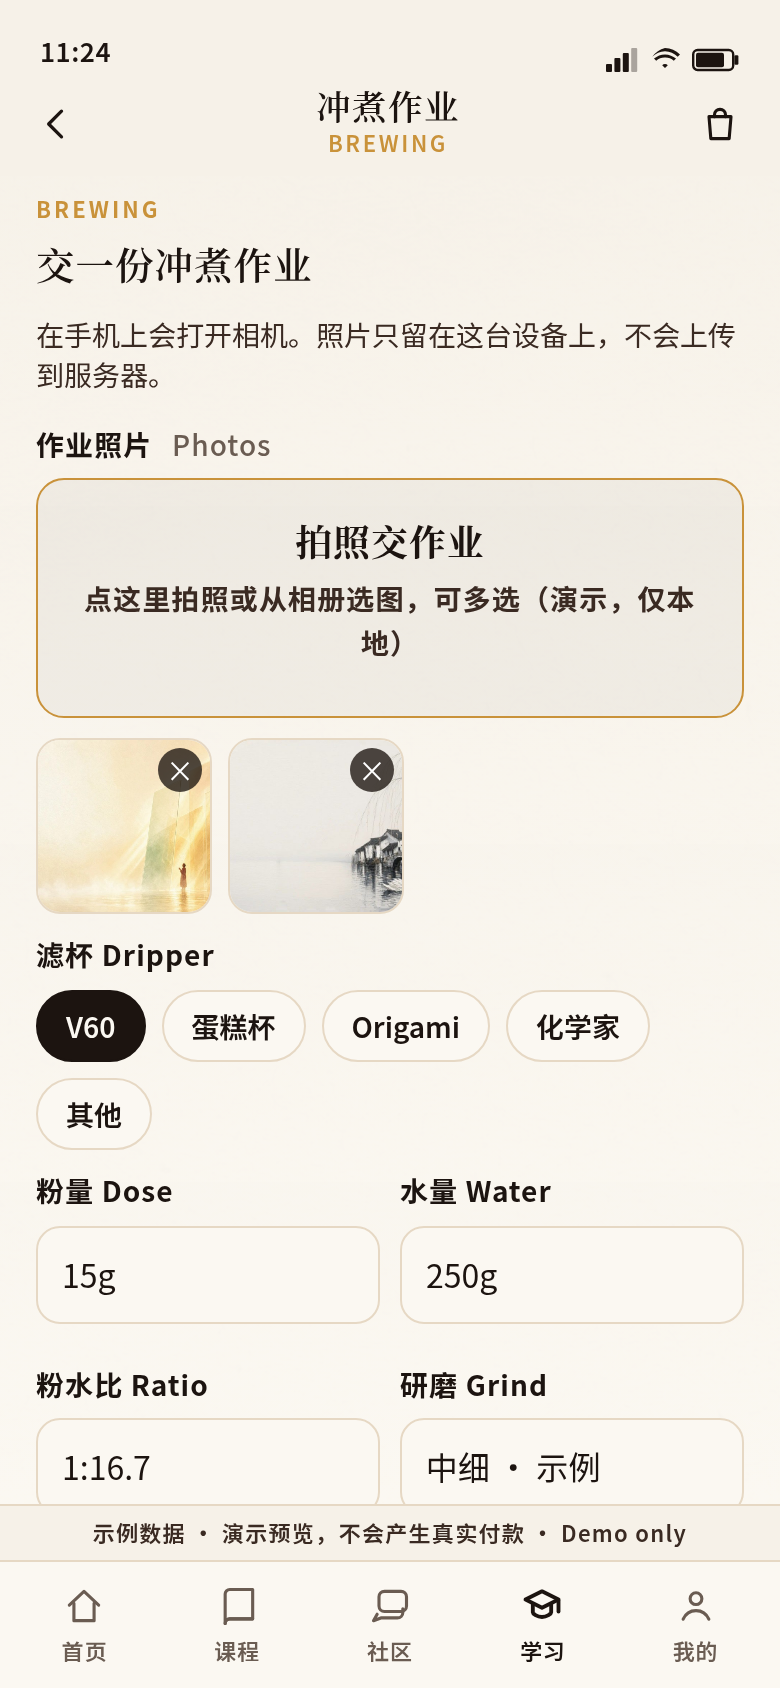 11:24
冲煮作业
BREWING
BREWING
交一份冲煮作业
在手机上会打开相机。照片只留在这台设备上，不会上传
到服务器。
作业照片 Photos
拍照交作业
点这里拍照或从相册选图，可多选（演示，仅本
地）
滤杯 Dripper
V60 蛋糕杯 Origami 化学家
其他
粉量 Dose 水量 Water
15g 250g
粉水比 Ratio 研磨 Grind
1:16.7 中细 · 示例
示例数据 · 演示预览，不会产生真实付款 · Demo only
首页 课程 社区 学习 我的